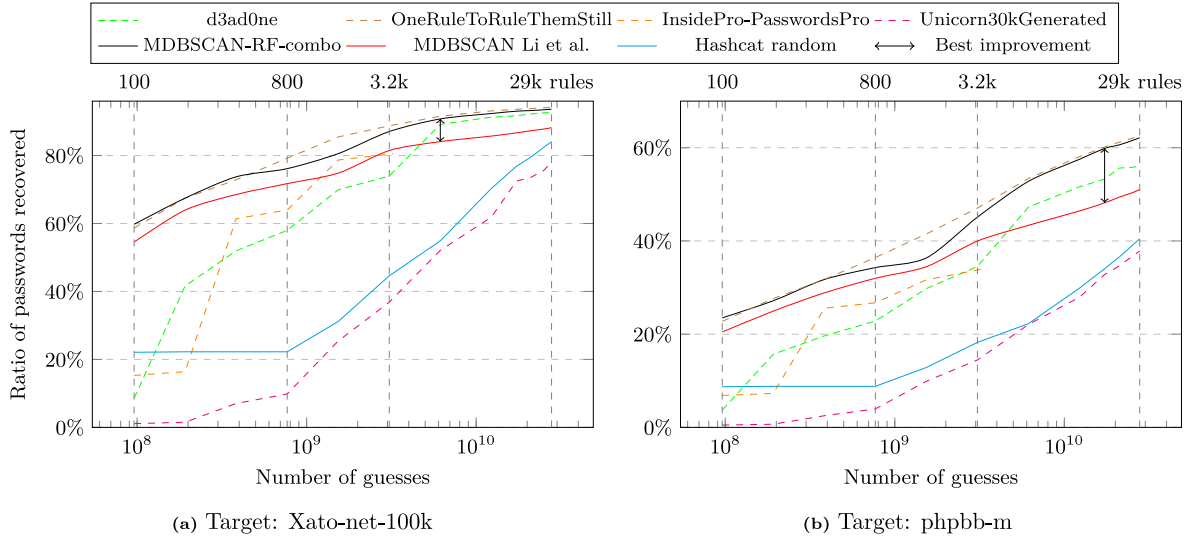 d3ad0ne OneRuleToRuleThemStill InsidePro-PasswordsPro Unicorn30kGenerated
MDBSCAN-RF-combo MDBSCAN Li et al. Hashcat random Best improvement
100 800 3.2k 29k rules
100 800 3.2k 29k rules
Ratio of passwords recovered
80%
60%
40%
20%
0%
10^8 10^9 10^10
Number of guesses
(a) Target: Xato-net-100k
60%
40%
20%
0%
10^8 10^9 10^10
Number of guesses
(b) Target: phpbb-m